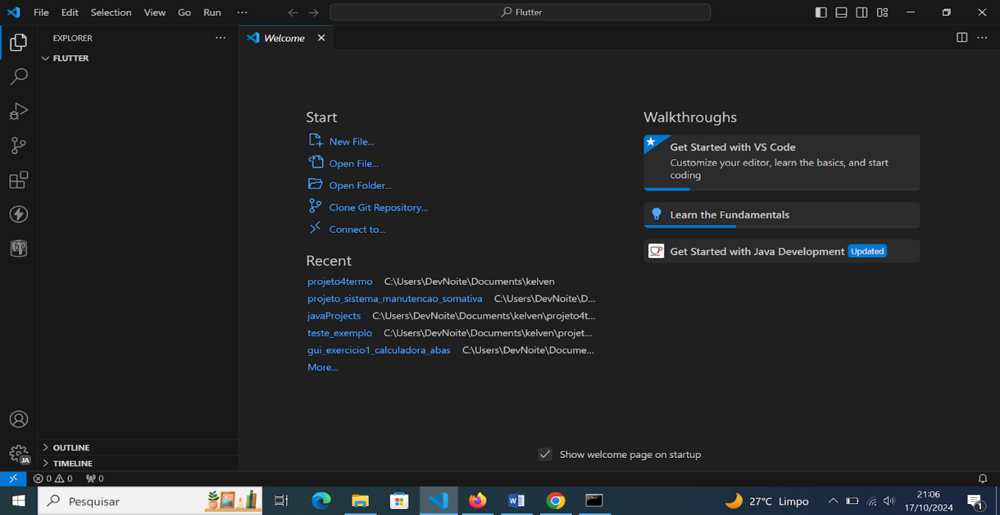 File Edit Selection View Go Run ···
Flutter
EXPLORER
Welcome
FLUTTER
Start
New File...
Open File...
Open Folder...
Clone Git Repository...
Connect to...
Recent
projeto4termo C:\Users\DevNoite\Documents\kelven
projeto_sistema_manutencao_somativa C:\Users\DevNoite\D...
javaProjects C:\Users\DevNoite\Documents\kelven\projeto4t...
teste_exemplo C:\Users\DevNoite\Documents\kelven\projet...
gui_exercicio1_calculadora_abas C:\Users\DevNoite\Docume...
More...
Walkthroughs
Get Started with VS Code
Customize your editor, learn the basics, and start
coding
Learn the Fundamentals
Get Started with Java Development Updated
Show welcome page on startup
OUTLINE
JA
TIMELINE
0 0 0
Pesquisar
W
27°C Limpo
21:06
17/10/2024
1